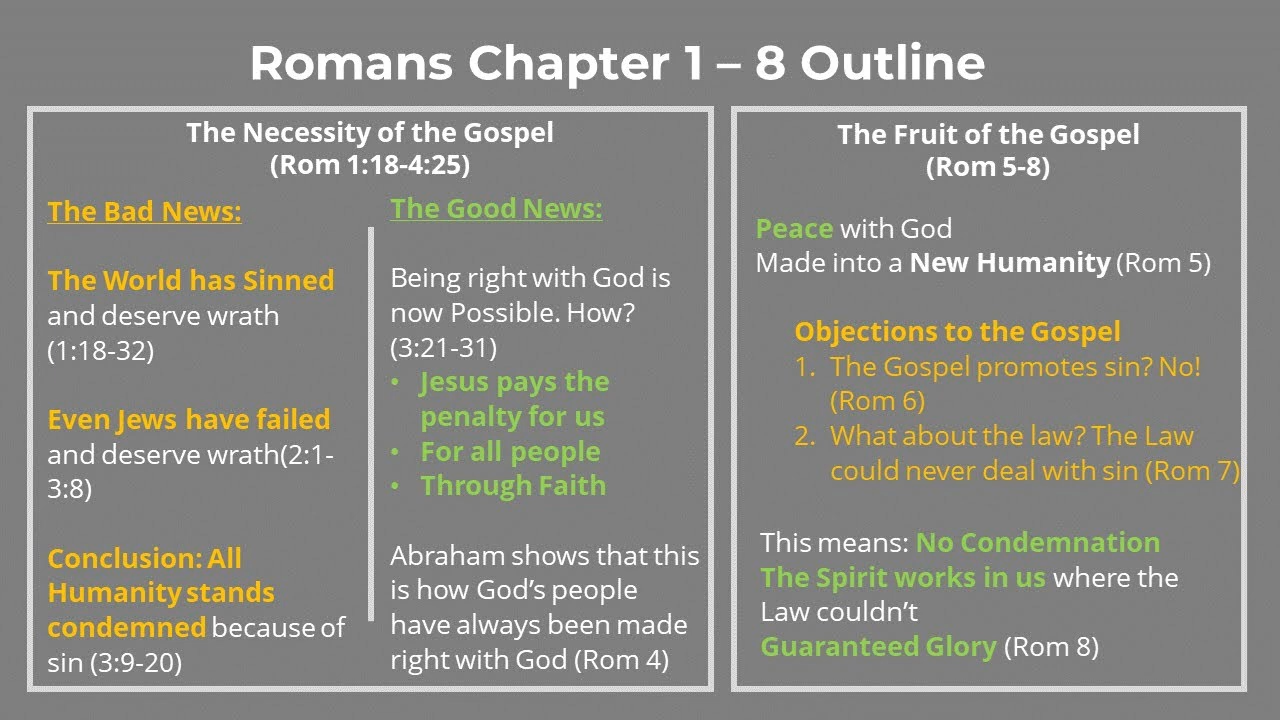 Romans Chapter 1 – 8 Outline
The Necessity of the Gospel
(Rom 1:18-4:25)
The Bad News:
The World has Sinned
and deserve wrath
(1:18-32)
Even Jews have failed
and deserve wrath(2:1-
3:8)
Conclusion: All
Humanity stands
condemned because of
sin (3:9-20)
The Good News:
Being right with God is
now Possible. How?
(3:21-31)
• Jesus pays the
penalty for us
• For all people
• Through Faith
Abraham shows that this
is how God’s people
have always been made
right with God (Rom 4)
The Fruit of the Gospel
(Rom 5-8)
Peace with God
Made into a New Humanity (Rom 5)
Objections to the Gospel
1. The Gospel promotes sin? No!
(Rom 6)
2. What about the law? The Law
could never deal with sin (Rom 7)
This means: No Condemnation
The Spirit works in us where the
Law couldn’t
Guaranteed Glory (Rom 8)